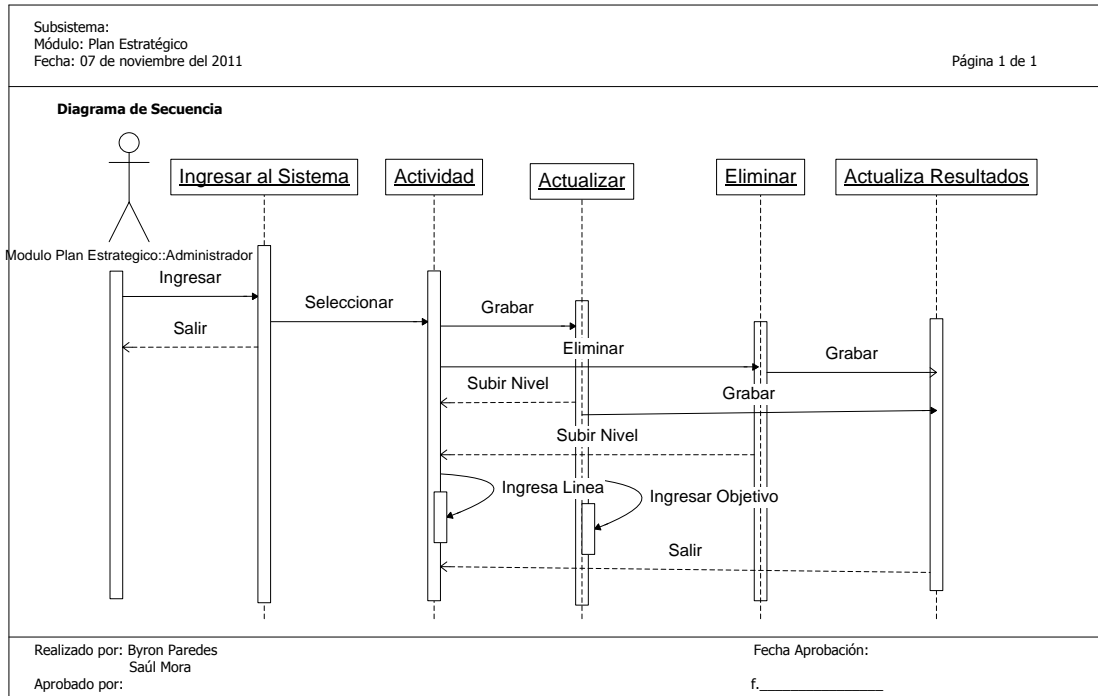 Subsistema:
Módulo: Plan Estratégico
Fecha: 07 de noviembre del 2011
Página 1 de 1
Diagrama de Secuencia
Ingresar al Sistema
Actividad
Actualizar
Eliminar
Actualiza Resultados
Modulo Plan Estrategico::Administrador
Ingresar
Seleccionar
Grabar
Salir
Eliminar
Grabar
Subir Nivel
Grabar
Subir Nivel
Ingresa Linea
Ingresar Objetivo
Salir
Realizado por: Byron Paredes
Saúl Mora
Fecha Aprobación:
Aprobado por:
f.________________